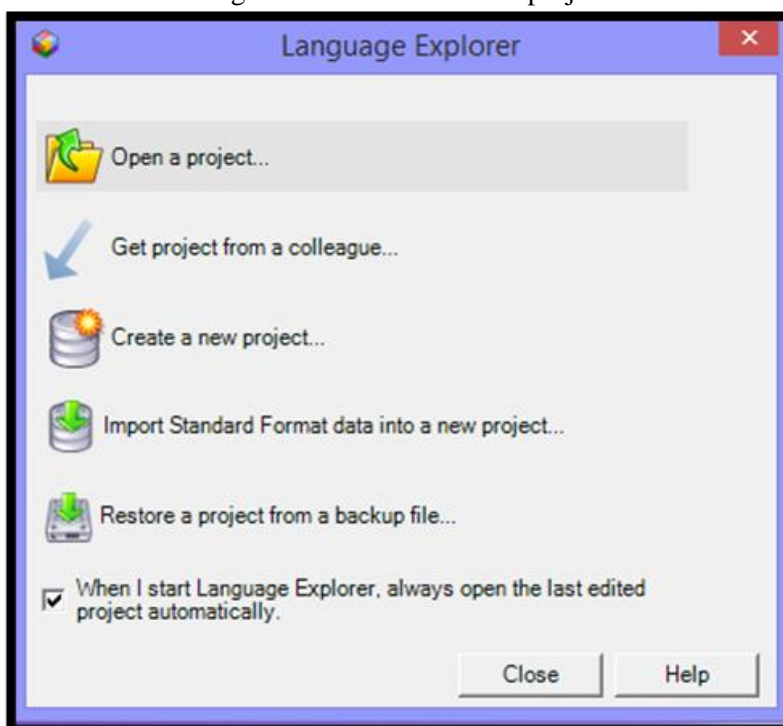 Language Explorer
Open a project...
Get project from a colleague...
Create a new project...
Import Standard Format data into a new project...
Restore a project from a backup file...
When I start Language Explorer, always open the last edited
project automatically.
Close Help